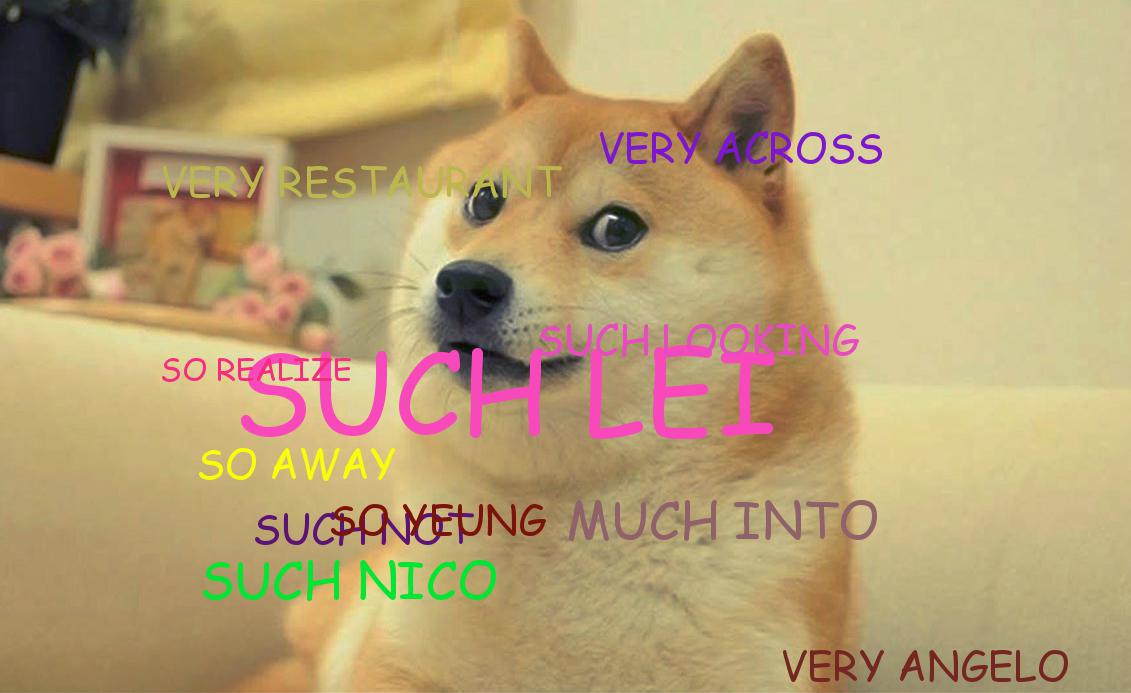 VERY ACROSS
VERY RESTAURANT
SUCH LOOKING
SO REALIZE
SUCH LEI
SO AWAY
SO YEUNG
MUCH INTO
SUCH NOT
SUCH NICO
VERY ANGELO